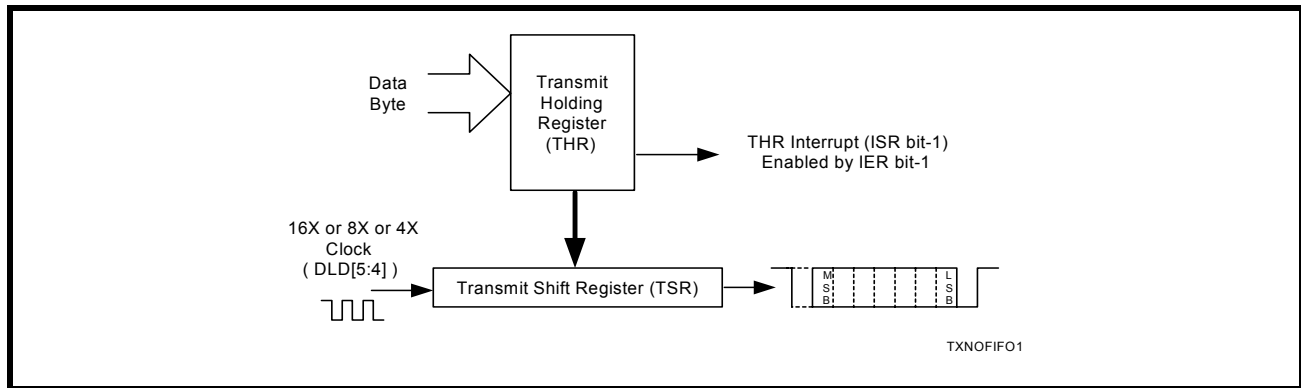 Data
Byte
Transmit
Holding
Register
(THR)
THR Interrupt (ISR bit-1)
Enabled by IER bit-1
16X or 8X or 4X
Clock
( DLD[5:4] )
Transmit Shift Register (TSR)
M
S
B
L
S
B
TXNOFIFO1